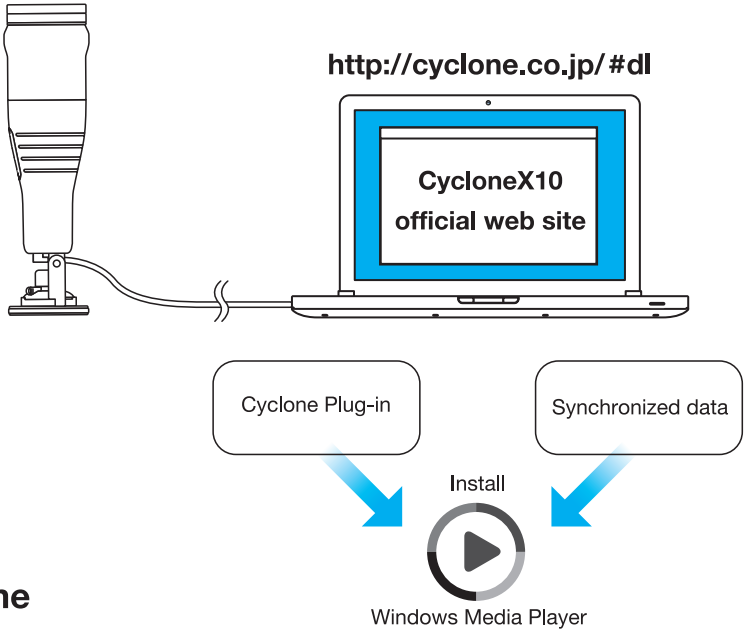 http://cyclone.co.jp/#dl
CycloneX10
official web site
Cyclone Plug-in
Synchronized data
Install
Windows Media Player